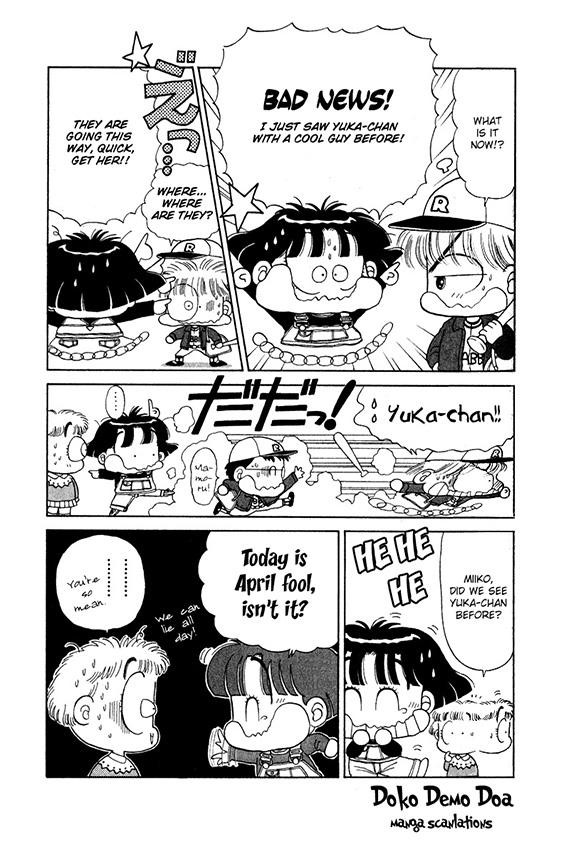 WHAT
IS IT
NOW!?
BAD NEWS!
I JUST SAW YUKA-CHAN
WITH A COOL GUY BEFORE!
R
ABB
THEY ARE
GOING THIS
WAY, QUICK,
GET HER!!
WHERE...
WHERE
ARE THEY?
R
YUKA-CHAN!!
だだっ!
Ma-
mo-
ru!
R
......
MIIKO,
DID WE SEE
YUKA-CHAN
BEFORE?
HE HE
HE
Today is
April fool,
isn't it?
We can
lie all
day!
......
You're
so
mean.
Doko Demo Doa
manga scanlations